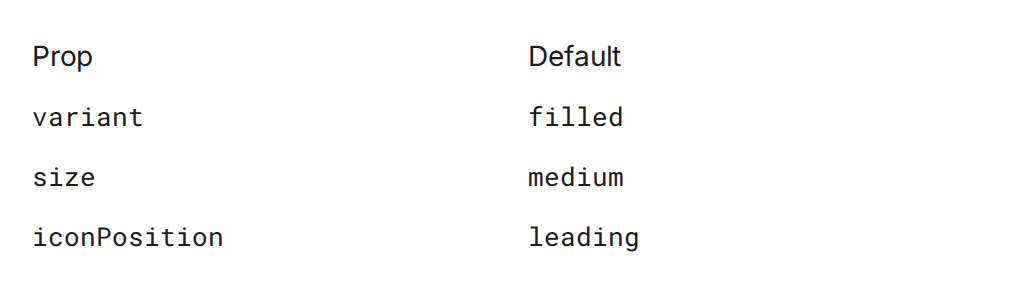 Prop Default
variant filled
size medium
iconPosition leading